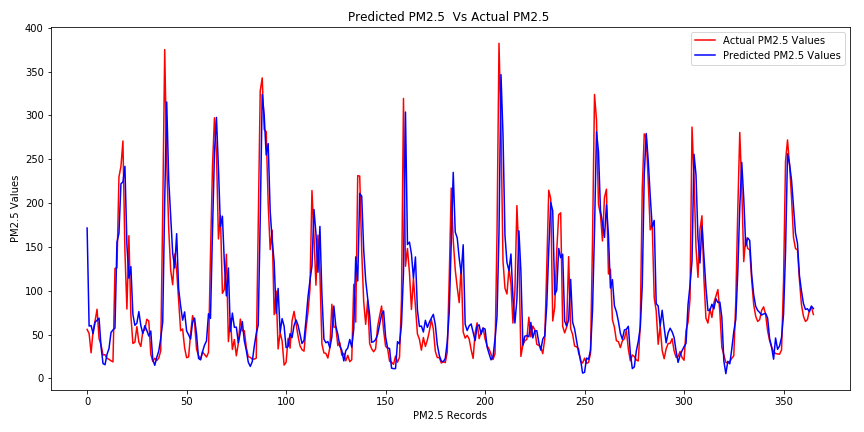 Predicted PM2.5  Vs Actual PM2.5
Actual PM2.5 Values
Predicted PM2.5 Values
PM2.5 Values
400
350
300
250
200
150
100
50
0
0 50 100 150 200 250 300 350
PM2.5 Records